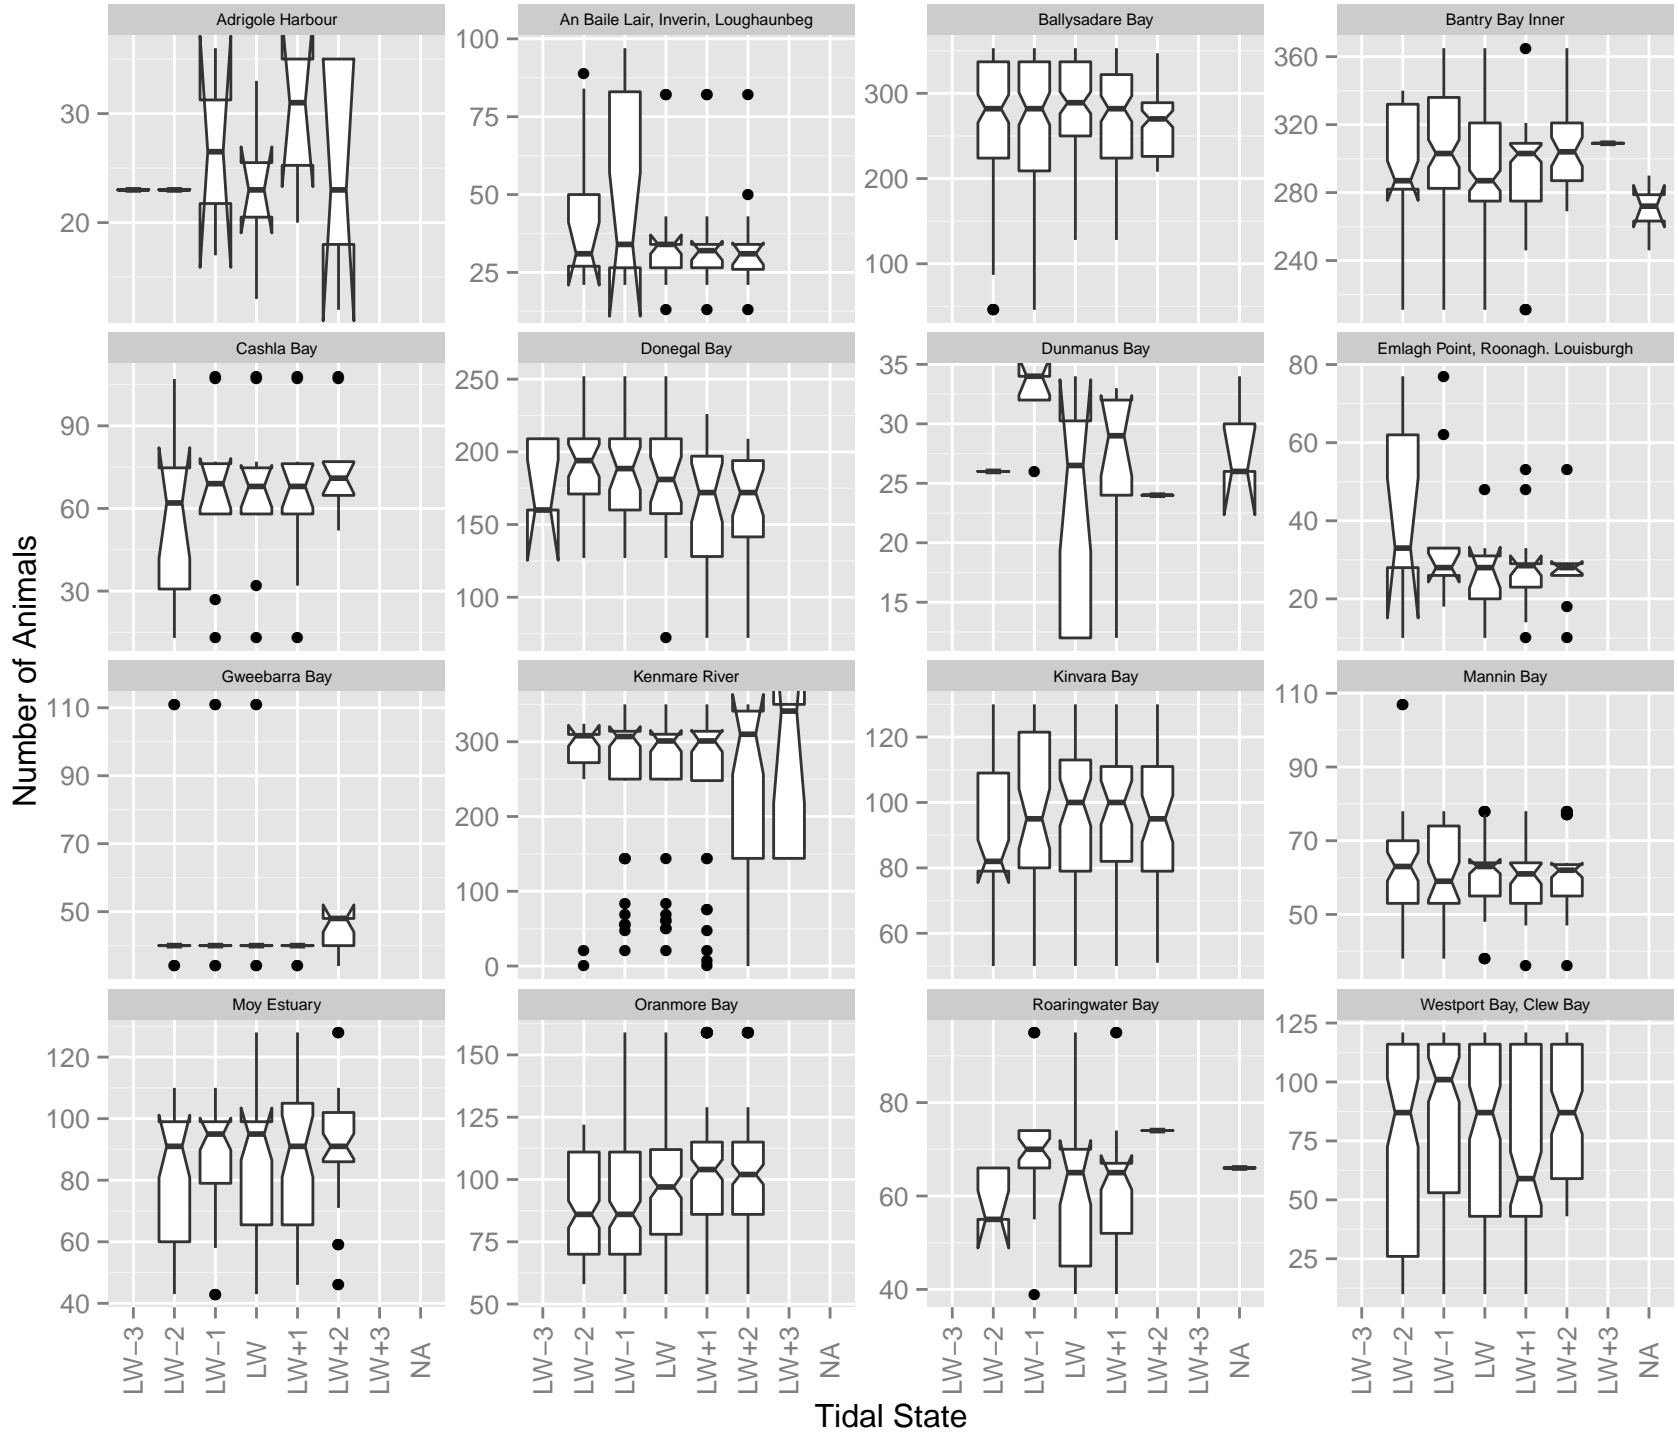 Adrigole Harbour
An Baile Lair, Inverin, Loughaunbeg
Ballysadare Bay
Bantry Bay Inner
30
20
100
75
50
25
300
200
100
360
320
280
240
Cashla Bay
Donegal Bay
Dunmanus Bay
Emlagh Point, Roonagh. Louisburgh
90
60
30
250
200
150
100
35
30
25
20
15
80
60
40
20
Number of Animals
Gweebarra Bay
Kenmare River
Kinvara Bay
Mannin Bay
110
90
70
50
300
200
100
0
120
100
80
60
110
90
70
50
Moy Estuary
Oranmore Bay
Roaringwater Bay
Westport Bay, Clew Bay
120
100
80
60
40
150
125
100
75
50
80
60
40
125
100
75
50
25
LW−3
LW−2
LW−1
LW
LW+1
LW+2
LW+3
NA
LW−3
LW−2
LW−1
LW
LW+1
LW+2
LW+3
NA
LW−3
LW−2
LW−1
LW
LW+1
LW+2
LW+3
NA
LW−3
LW−2
LW−1
LW
LW+1
LW+2
LW+3
NA
Tidal State